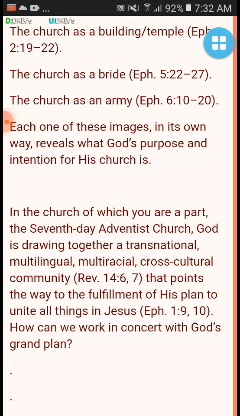 92% 7:32 AM
The church as a building/temple (Eph.
2:19–22).
The church as a bride (Eph. 5:22–27).
The church as an army (Eph. 6:10–20).
Each one of these images, in its own
way, reveals what God's purpose and
intention for His church is.
In the church of which you are a part,
the Seventh-day Adventist Church, God
is drawing together a transnational,
multilingual, multiracial, cross-cultural
community (Rev. 14:6, 7) that points
the way to the fulfillment of His plan to
unite all things in Jesus (Eph. 1:9, 10).
How can we work in concert with God's
grand plan?
.
.